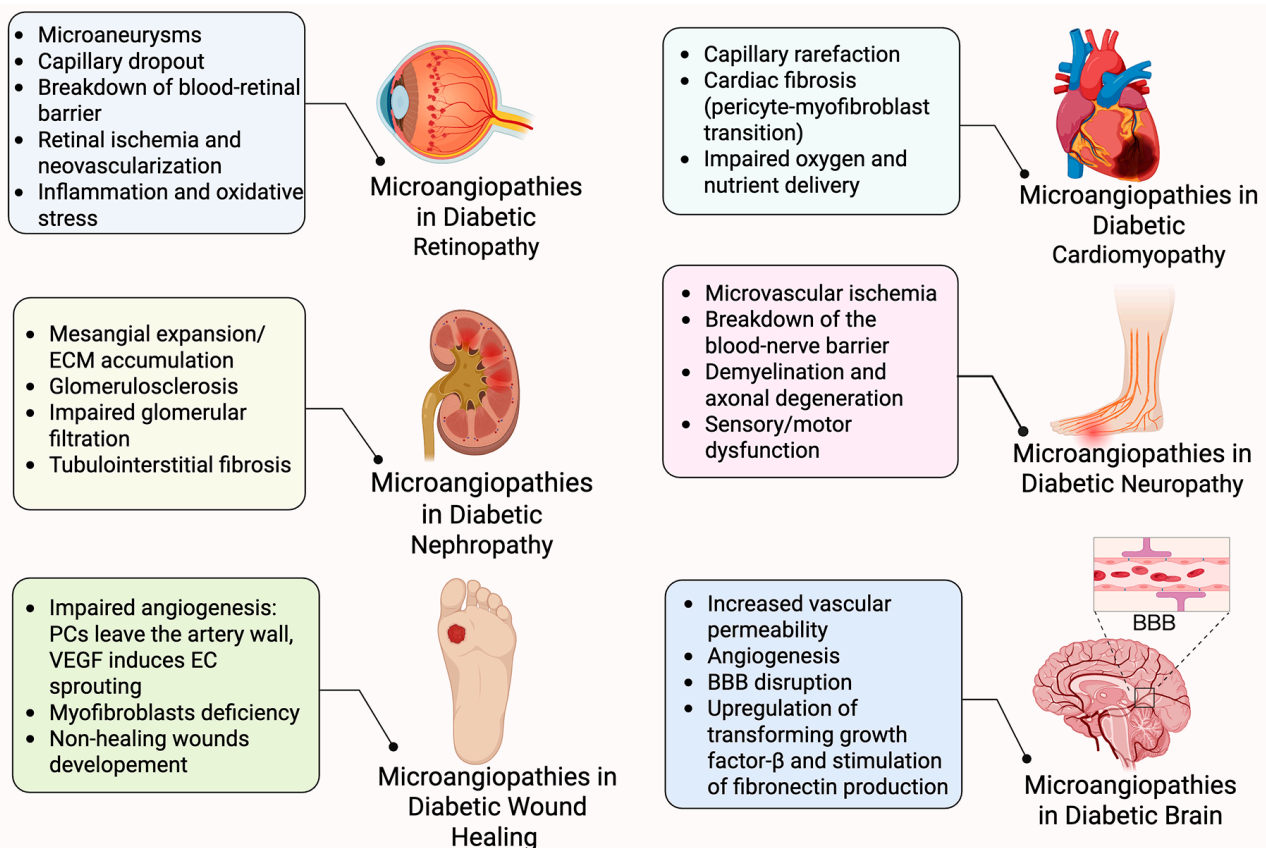 • Microaneurysms
• Capillary dropout
• Breakdown of blood-retinal
barrier
• Retinal ischemia and
neovascularization
• Inflammation and oxidative
stress
Microangiopathies
in Diabetic
Retinopathy
• Capillary rarefaction
• Cardiac fibrosis
(pericyte-myofibroblast
transition)
• Impaired oxygen and
nutrient delivery
Microangiopathies in
Diabetic
Cardiomyopathy
• Mesangial expansion/
ECM accumulation
• Glomerulosclerosis
• Impaired glomerular
filtration
• Tubulointerstitial fibrosis
Microangiopathies
in Diabetic
Nephropathy
• Microvascular ischemia
• Breakdown of the
blood-nerve barrier
• Demyelination and
axonal degeneration
• Sensory/motor
dysfunction
Microangiopathies in
Diabetic Neuropathy
• Impaired angiogenesis:
PCs leave the artery wall,
VEGF induces EC
sprouting
• Myofibroblasts deficiency
• Non-healing wounds
developement
Microangiopathies in
Diabetic Wound
Healing
• Increased vascular
permeability
• Angiogenesis
• BBB disruption
• Upregulation of
transforming growth
factor-β and stimulation
of fibronectin production
BBB
Microangiopathies
in Diabetic Brain